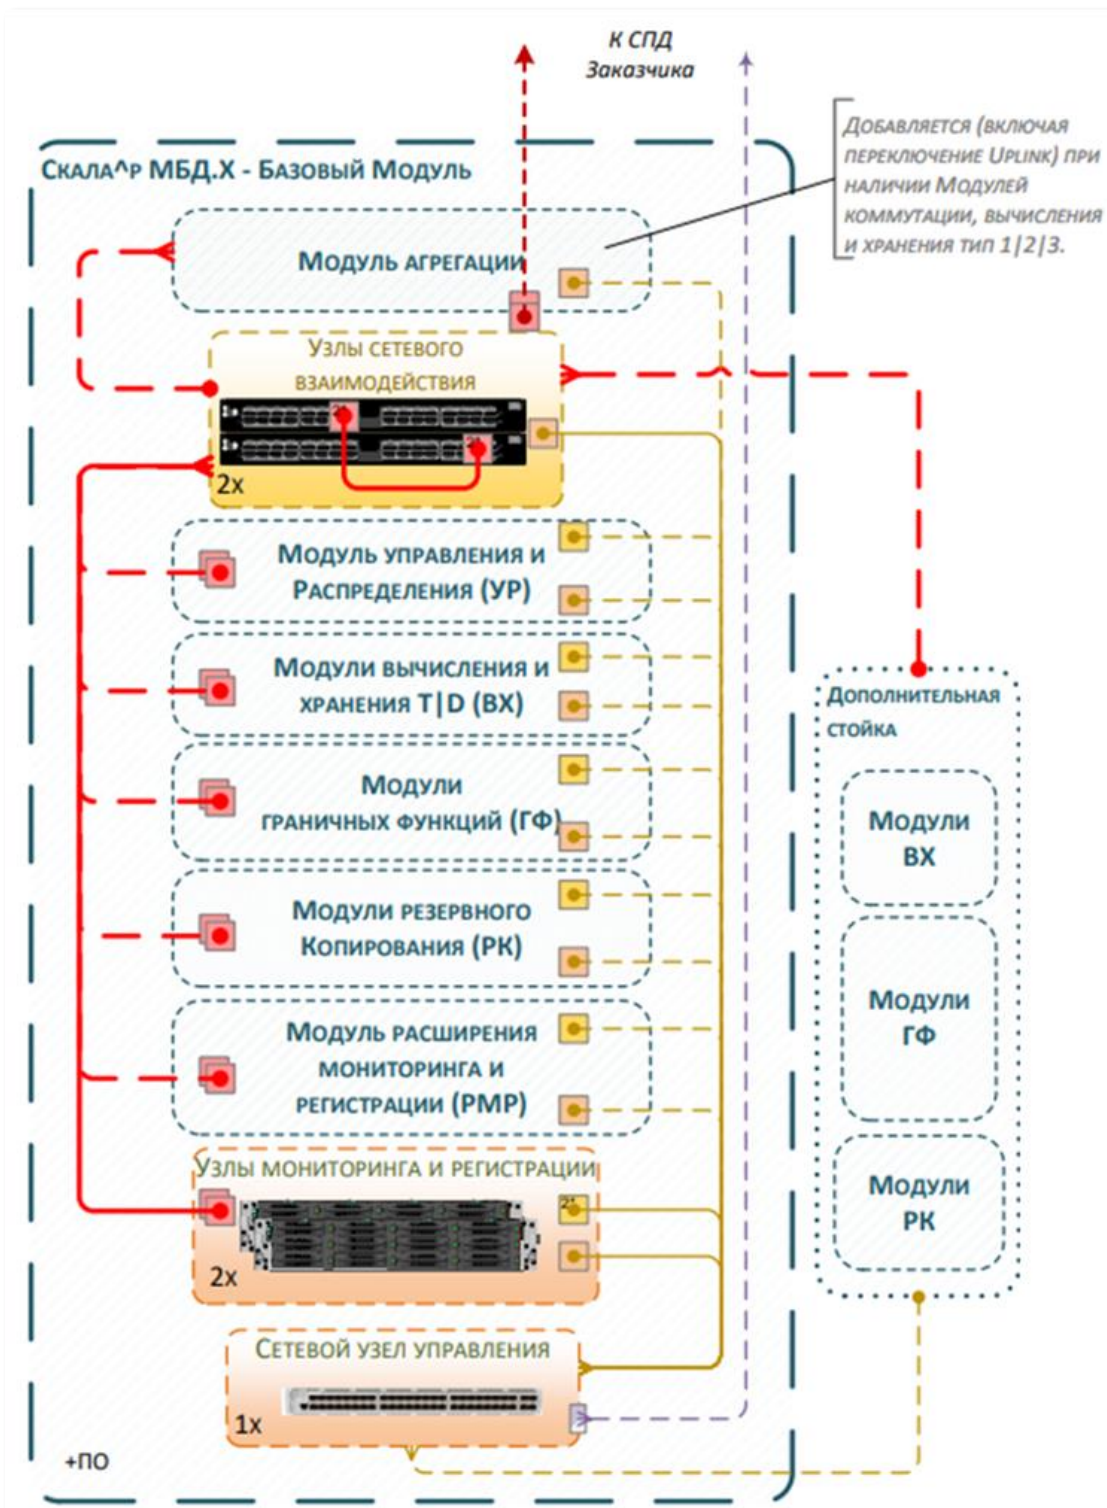 К СПД
Заказчика
Добавляется (включая
переключение Uplink) при
наличии Модулей
коммутации, вычисления
и хранения тип 1|2|3.
Скала^р МБД.Х - Базовый Модуль
Модуль агрегации
Узлы сетевого
взаимодействия
2x
Модуль управления и
Распределения (УР)
Модули вычисления и
хранения T|D (ВХ)
Модули
граничных функций (ГФ)
Модули резервного
Копирования (РК)
Модуль расширения
мониторинга и
регистрации (РМР)
Узлы мониторинга и регистрации
2x
Сетевой узел управления
1x
+ПО
Дополнительная
стойка
Модули
ВХ
Модули
ГФ
Модули
РК